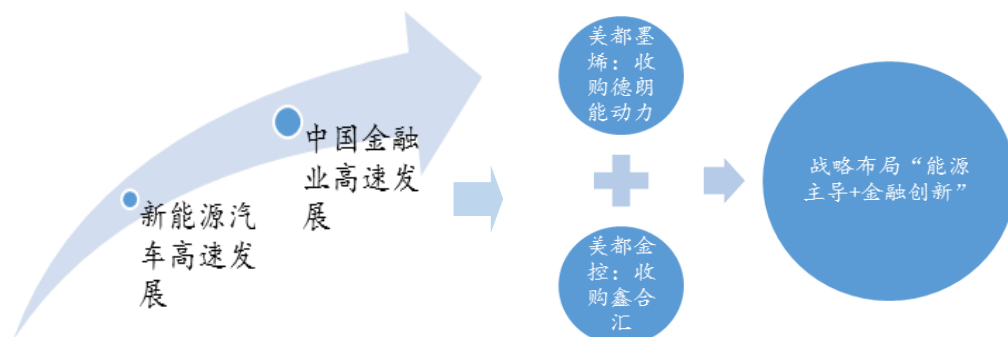 新能源汽
车高速发
展
中国金融
业高速发
展
美都墨
烯：收
购德朗
能动力
美都金
控：收
购鑫合
汇
战略布局“能源
主导+金融创新”